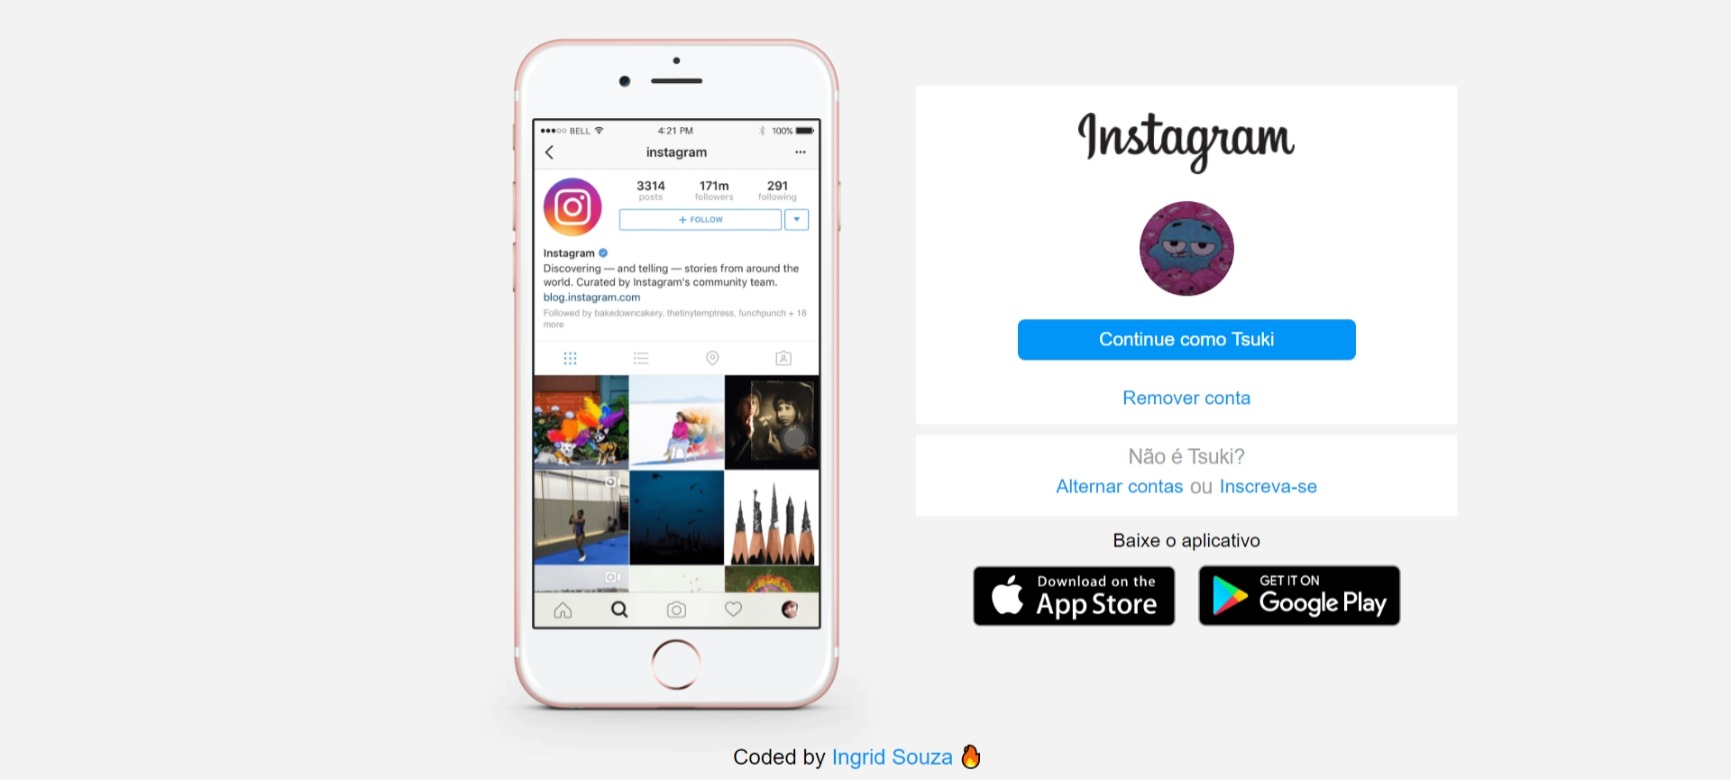 BELL
4:21 PM
100%
instagram
3314
posts
171m
followers
291
following
+ FOLLOW
Instagram
Discovering — and telling — stories from around the
world. Curated by Instagram's community team.
blog.instagram.com
Followed by bakedowncakery, thetinytemptress, funchpunch + 18
more
Instagram
Continue como Tsuki
Remover conta
Não é Tsuki?
Alternar contas ou Inscreva-se
Baixe o aplicativo
Download on the
App Store
GET IT ON
Google Play
Coded by Ingrid Souza 🔥